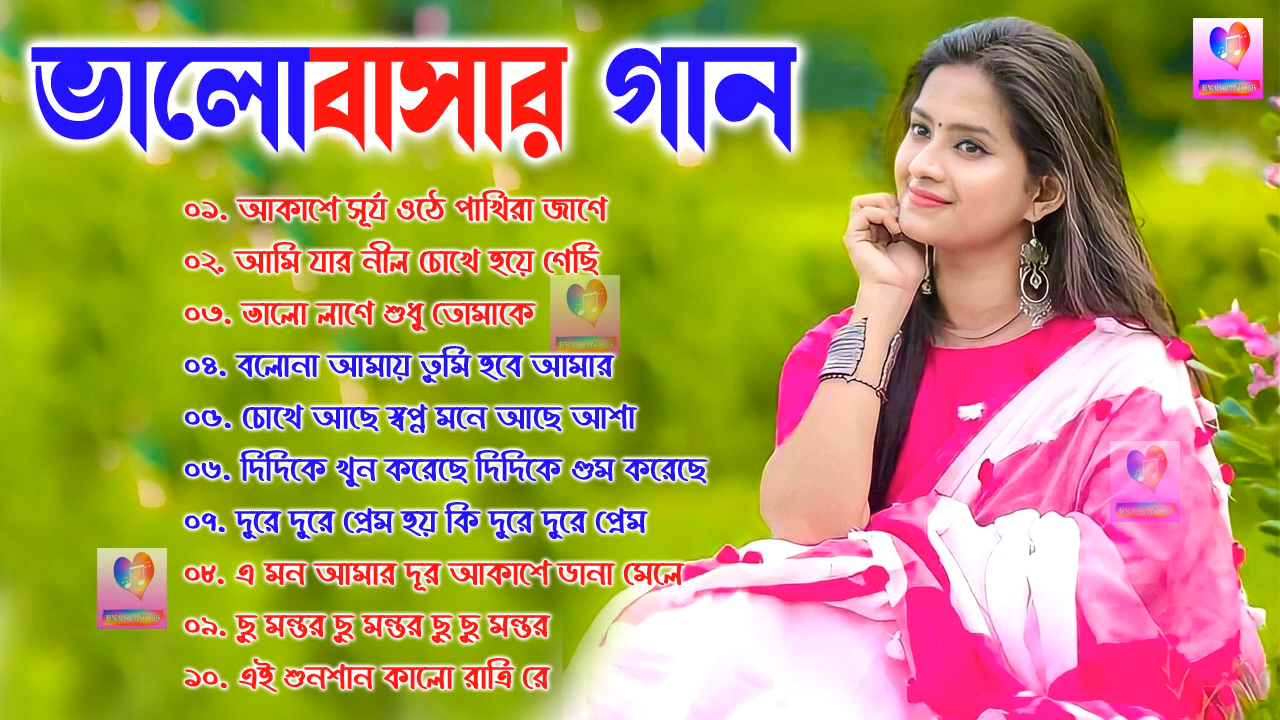 ভালোবাসার গান
০১. আকাশে সূর্য ওঠে পাখিরা জাগে
০২. আমি যার নীল চোখে হয়ে গেছি
০৩. ভালো লাগে শুধু তোমাকে
০৪. বলোনা আমায় তুমি হবে আমার
০৫. চোখে আছে স্বপ্ন মনে আছে আশা
০৬. দিদিকে খুন করেছে দিদিকে গুম করেছে
০৭. দুরে দুরে প্রেম হয় কি দুরে দুরে প্রেম
০৮. এ মন আমার দূর আকাশে ডানা মেলে
০৯. ছু মন্তর ছু মন্তর ছু ছু মন্তর
১০. এই শুনশান কালো রাত্রি রে